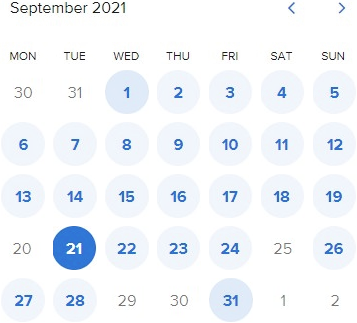 September 2021
MON TUE WED THU FRI SAT SUN
30 31 1 2 3 4 5
6 7 8 9 10 11 12
13 14 15 16 17 18 19
20 21 22 23 24 25 26
27 28 29 30 31 1 2